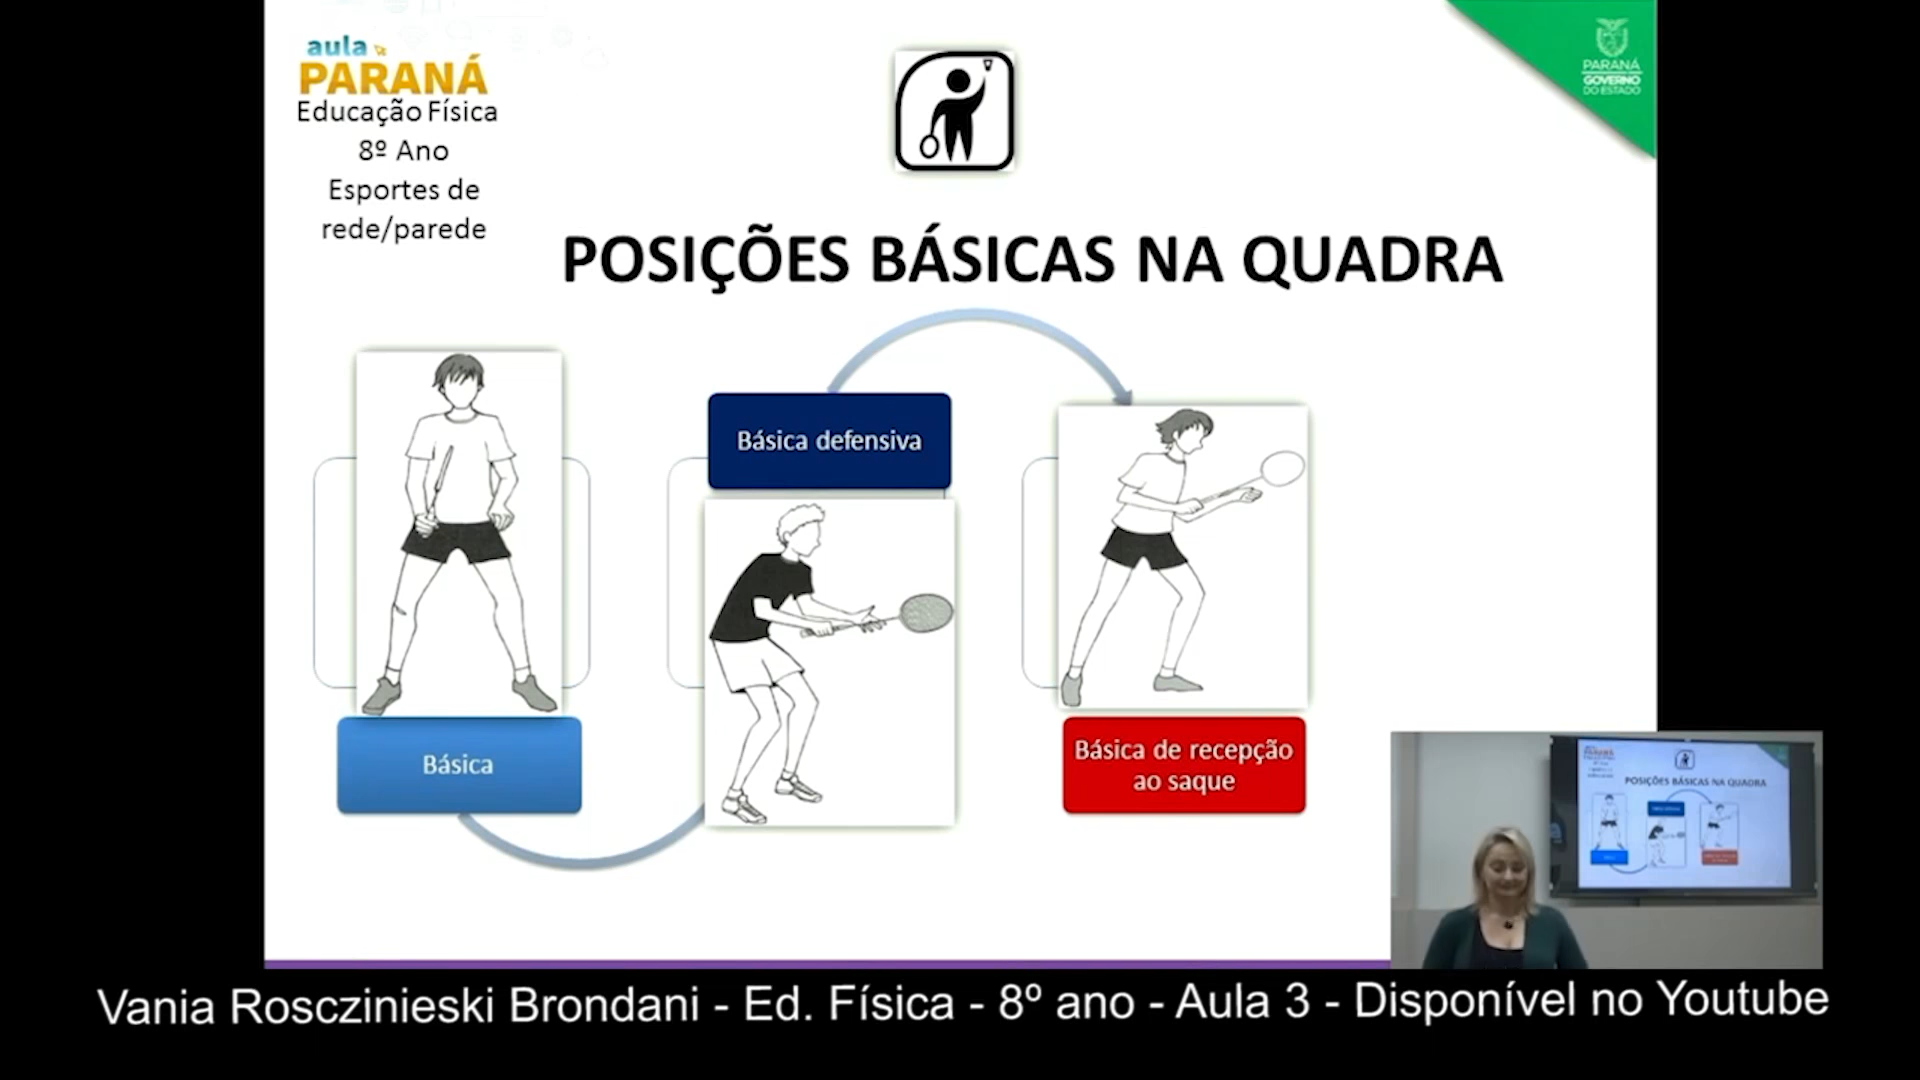 aula
PARANÁ
Educação Física
8º Ano
Esportes de
rede/parede
PARANÁ
GOVERNO
DO ESTADO
POSIÇÕES BÁSICAS NA QUADRA
Básica defensiva
Básica
Básica de recepção
ao saque
POSIÇÕES BÁSICAS NA QUADRA
Vania Rosczinieski Brondani - Ed. Física - 8º ano - Aula 3 - Disponível no Youtube